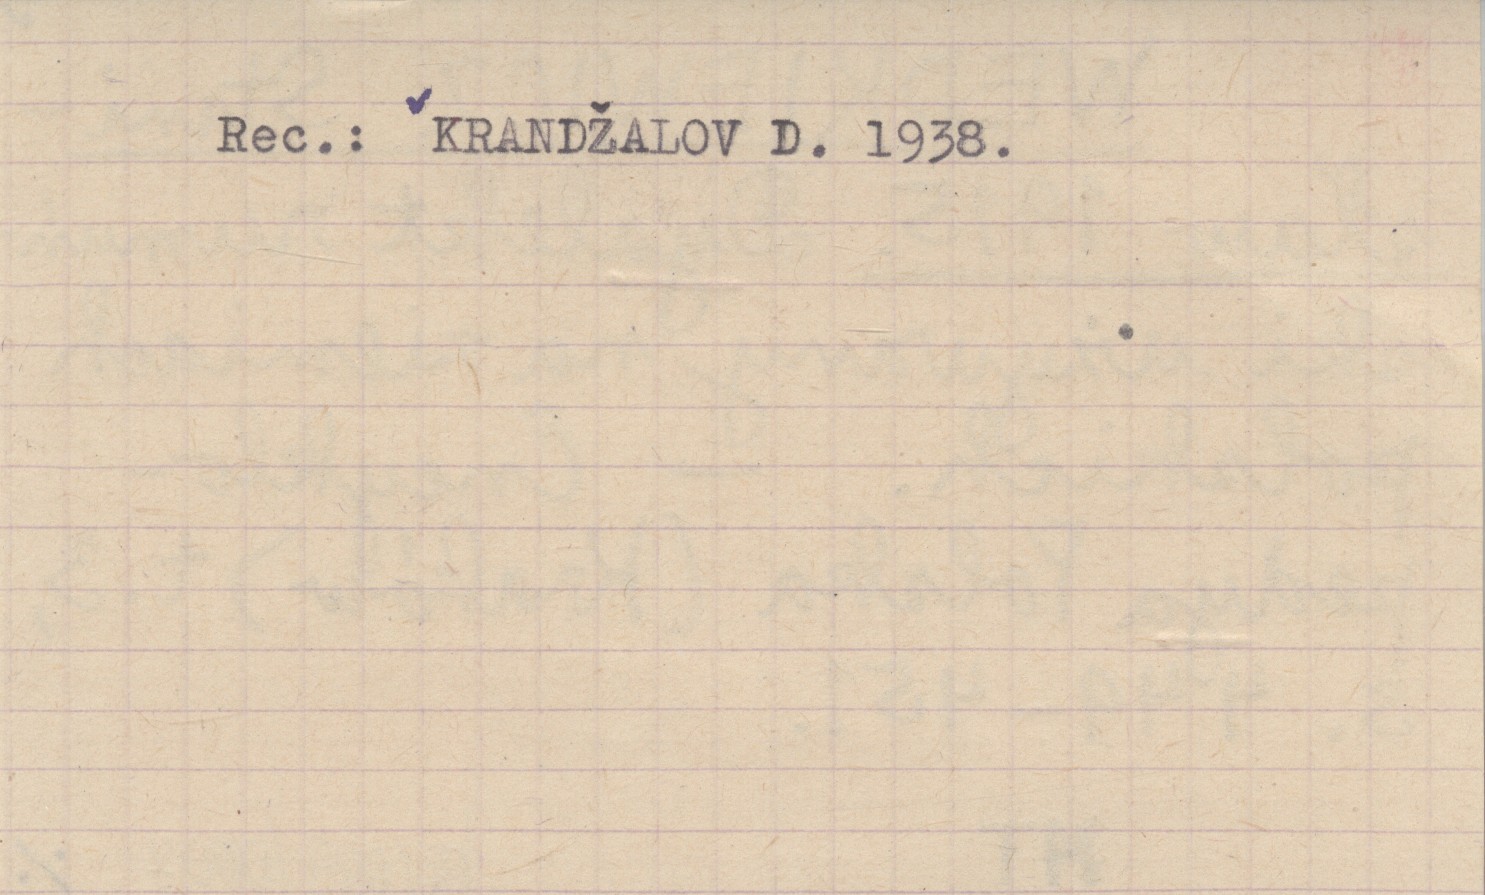 Rec.: KRANDŽALOV D. 1938.